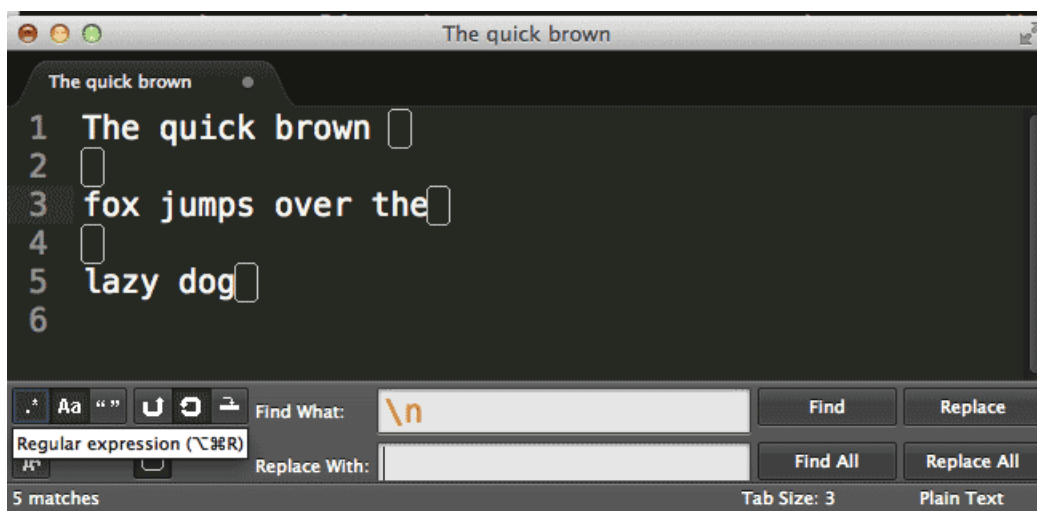 The quick brown
The quick brown
1 The quick brown
2
3 fox jumps over the
4
5 lazy dog
6
.* Aa “ ” Find What: \n Find Replace
Regular expression (⌥⌘R)
Replace With: Find All Replace All
5 matches Tab Size: 3 Plain Text